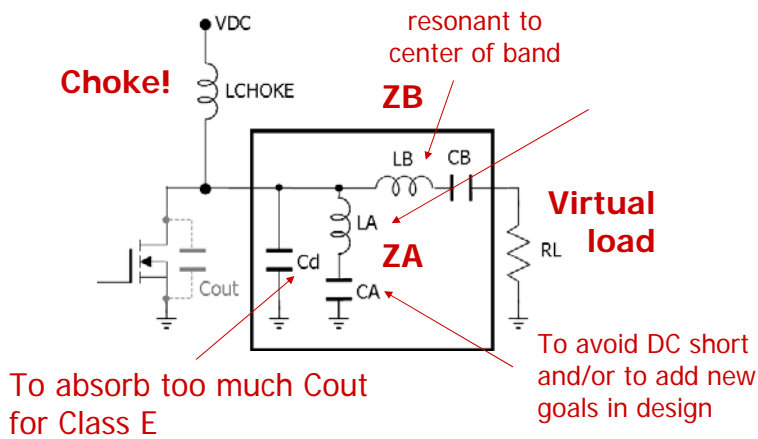 VDC
resonant to
center of band
Choke!
LCHOKE
ZB
LB
CB
Virtual
load
LA
ZA
RL
Cd
Cout
CA
To avoid DC short
and/or to add new
goals in design
To absorb too much Cout
for Class E